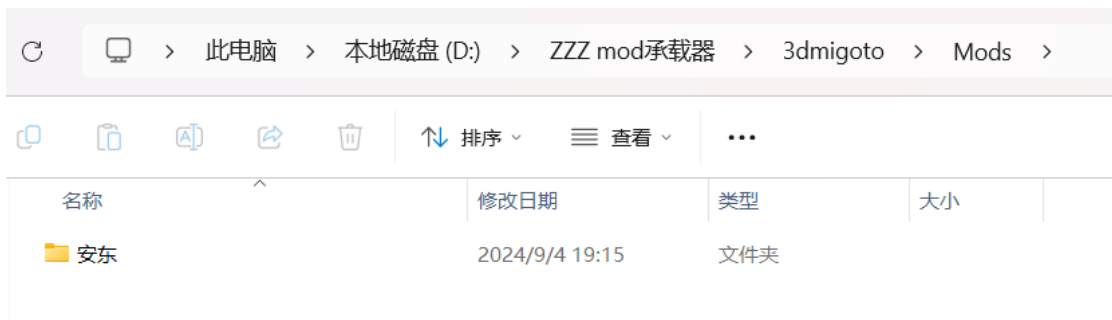 此电脑 > 本地磁盘 (D:) > ZZZ mod承载器 > 3dmigoto > Mods >
排序 查看 •••
名称 修改日期 类型 大小
安东 2024/9/4 19:15 文件夹